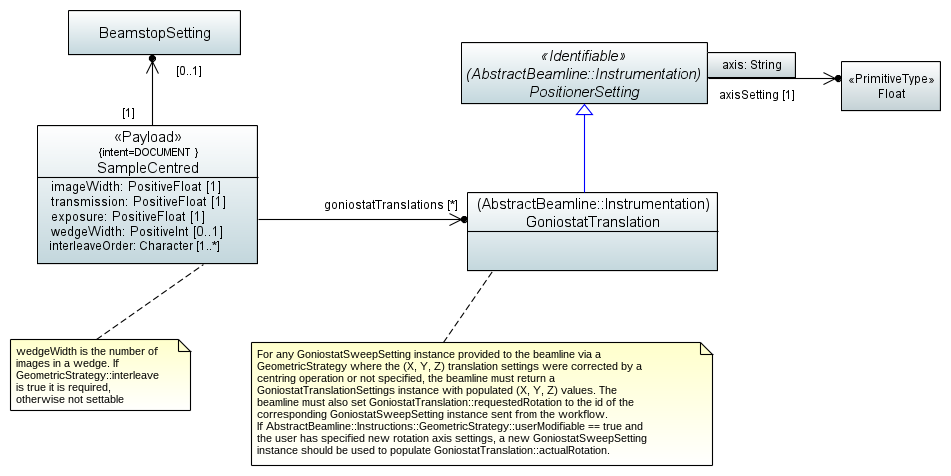 BeamstopSetting
[0..1]
[1]
«Payload»
{intent=DOCUMENT }
SampleCentred
imageWidth: PositiveFloat [1]
transmission: PositiveFloat [1]
exposure: PositiveFloat [1]
wedgeWidth: PositiveInt [0..1]
interleaveOrder: Character [1..*]
goniostatTranslations [*]
«Identifiable»
(AbstractBeamline::Instrumentation)
PositionerSetting
axis: String
axisSetting [1]
«PrimitiveType»
Float
(AbstractBeamline::Instrumentation)
GoniostatTranslation
wedgeWidth is the number of
images in a wedge. If
GeometricStrategy::interleave
is true it is required,
otherwise not settable
For any GoniostatSweepSetting instance provided to the beamline via a
GeometricStrategy where the (X, Y, Z) translation settings were corrected by a
centring operation or not specified, the beamline must return a
GoniostatTranslationSettings instance with populated (X, Y, Z) values. The
beamline must also set GoniostatTranslation::requestedRotation to the id of the
corresponding GoniostatSweepSetting instance sent from the workflow.
If AbstractBeamline::Instructions::GeometricStrategy::userModifiable == true and
the user has specified new rotation axis settings, a new GoniostatSweepSetting
instance should be used to populate GoniostatTranslation::actualRotation.